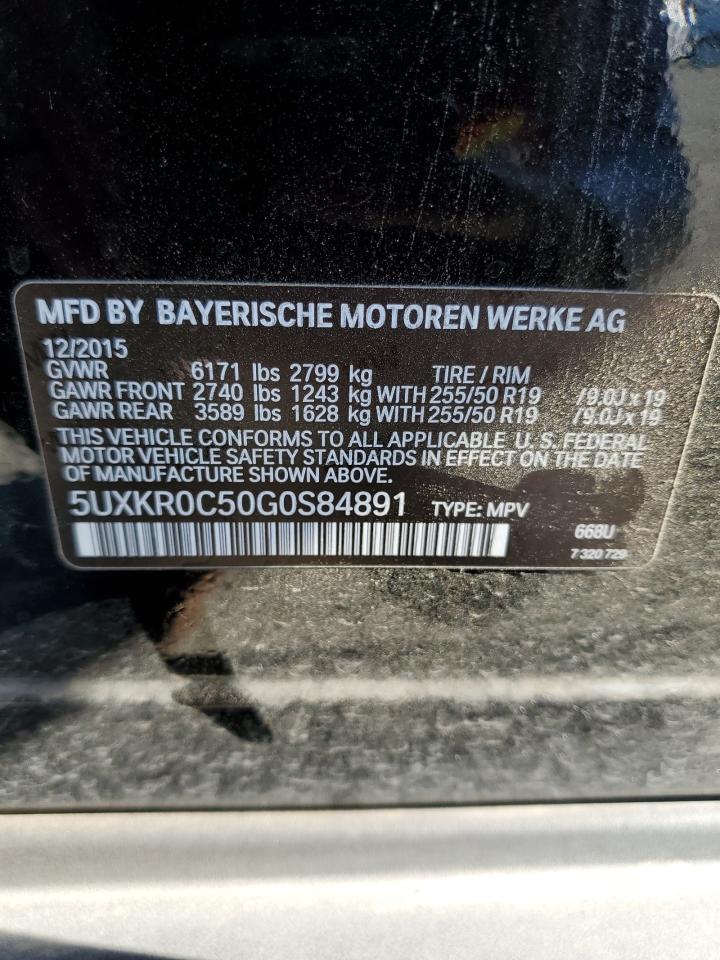 MFD BY BAYERISCHE MOTOREN WERKE AG
12/2015
GVWR 6171 lbs 2799 kg TIRE / RIM
GAWR FRONT 2740 lbs 1243 kg WITH 255/50 R19 /9.0J x 19
GAWR REAR 3589 lbs 1628 kg WITH 255/50 R19 /9.0J x 19
THIS VEHICLE CONFORMS TO ALL APPLICABLE U. S. FEDERAL
MOTOR VEHICLE SAFETY STANDARDS IN EFFECT ON THE DATE
OF MANUFACTURE SHOWN ABOVE.
5UXKR0C50G0S84891 TYPE: MPV
668U
7 320 729